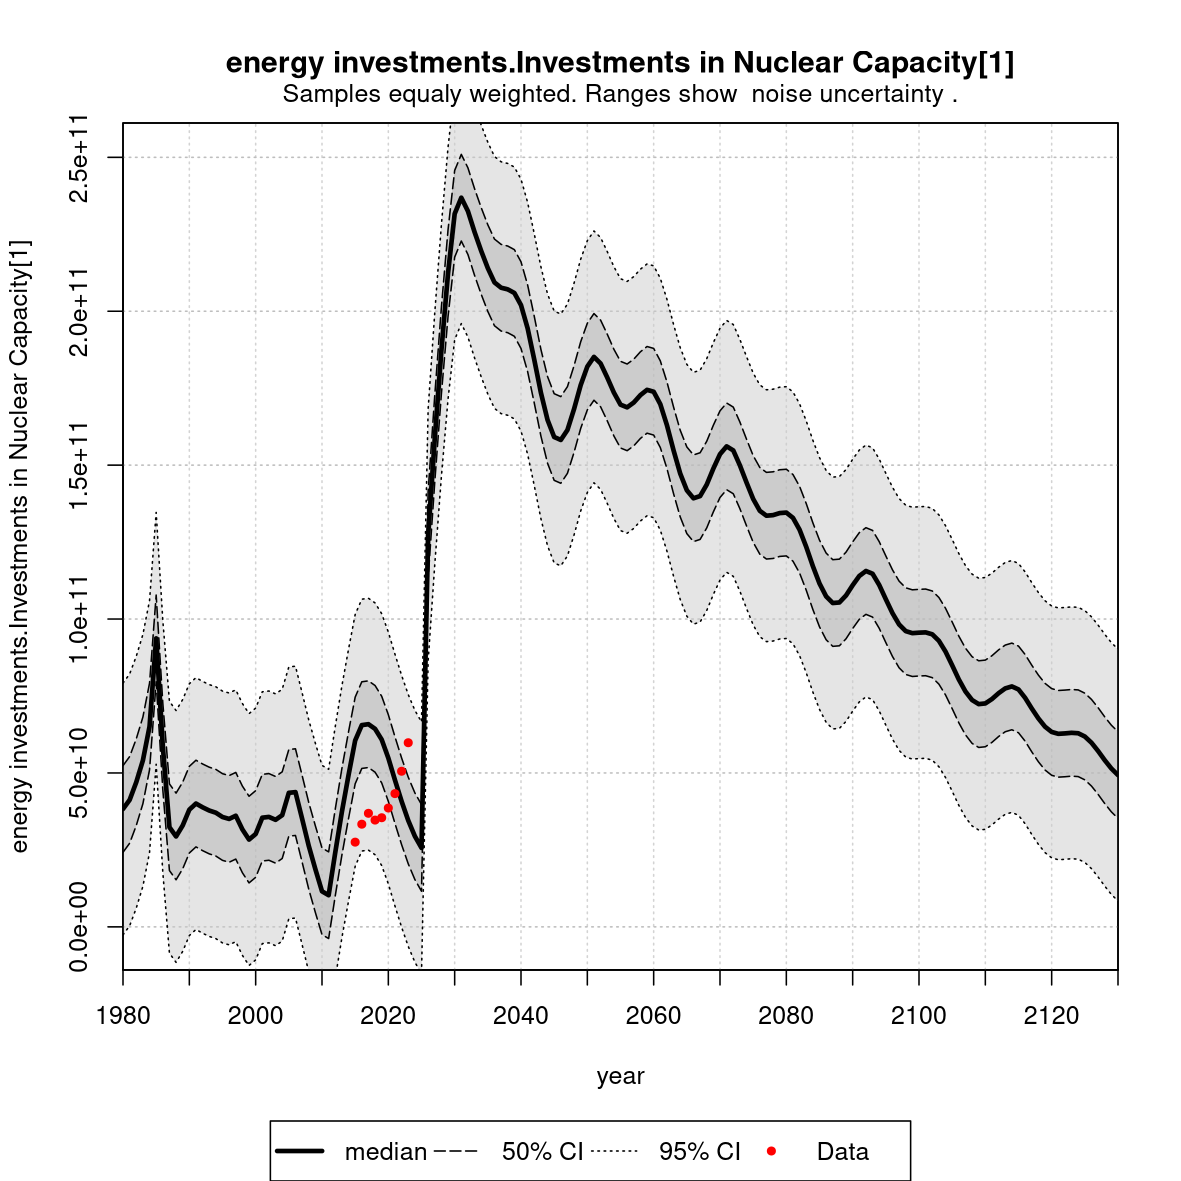 energy investments.Investments in Nuclear Capacity[1]
Samples equaly weighted. Ranges show  noise uncertainty .
energy investments.Investments in Nuclear Capacity[1]
2.5e+11
2.0e+11
1.5e+11
1.0e+11
5.0e+10
0.0e+00
1980 2000 2020 2040 2060 2080 2100 2120
year
median 50% CI 95% CI Data